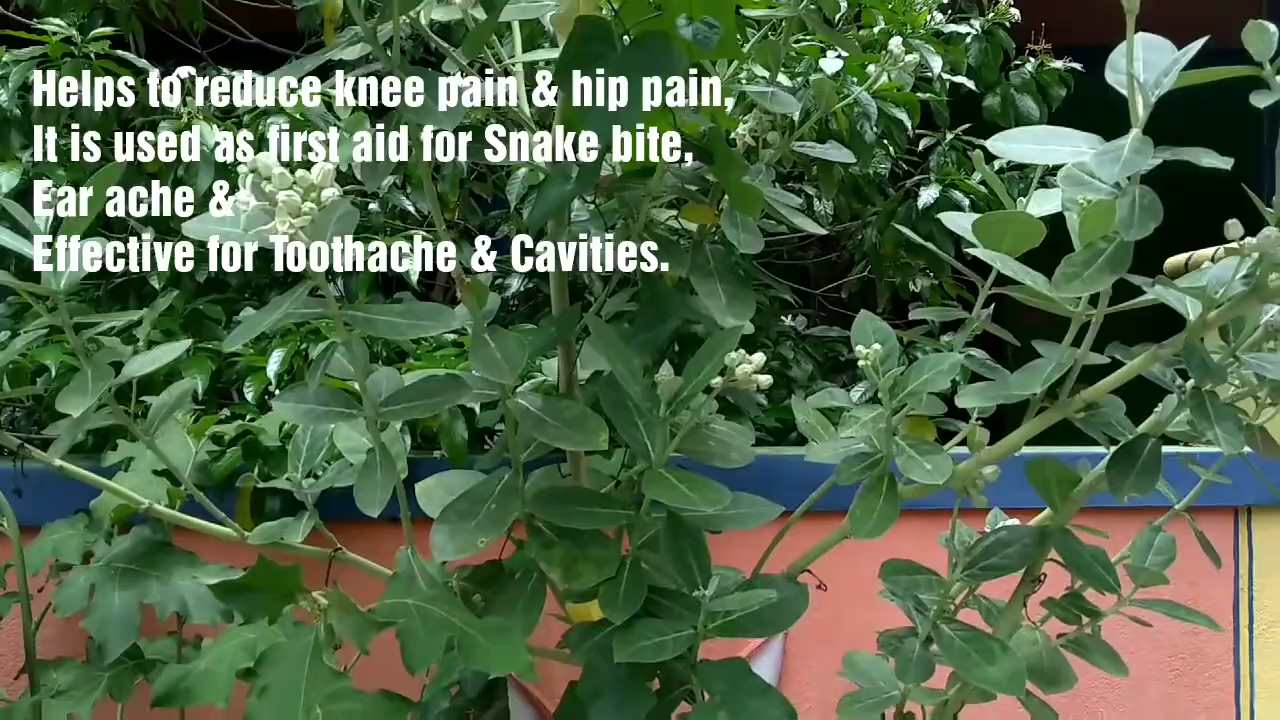 Helps to reduce knee pain & hip pain,
It is used as first aid for Snake bite,
Ear ache &
Effective for Toothache & Cavities.